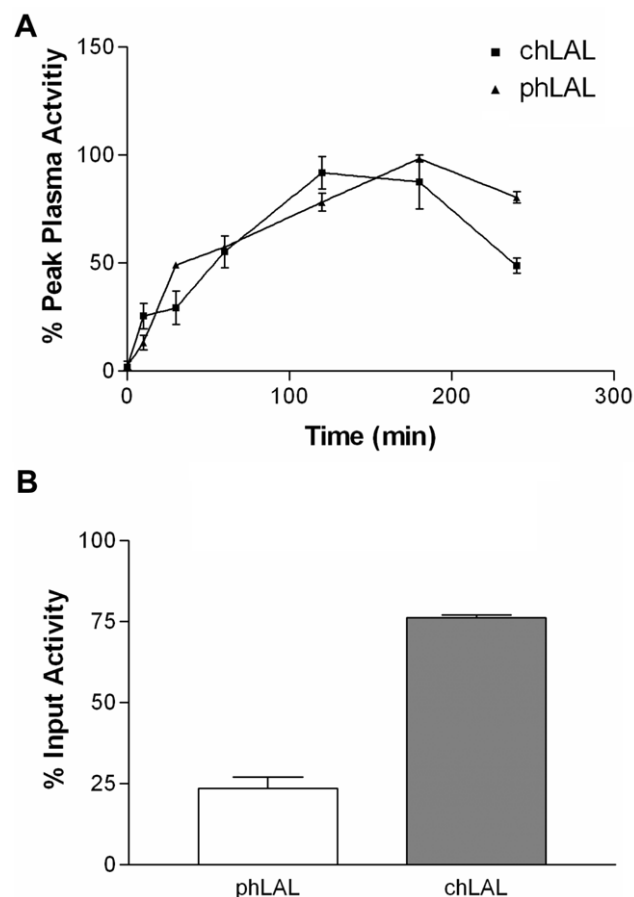 A
150
100
50
0
% Peak Plasma Actvitiy
chLAL
phLAL
0 100 200 300
Time (min)
B
100
75
50
25
0
% Input Activity
phLAL chLAL